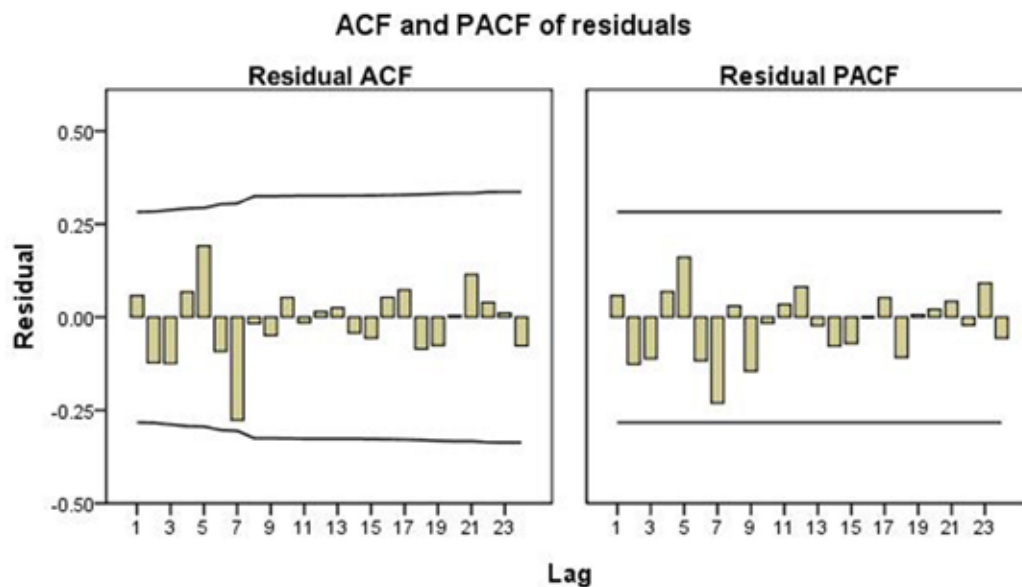 ACF and PACF of residuals
Residual ACF
Residual PACF
Residual
0.50
0.25
0.00
-0.25
-0.50
1 3 5 7 9 11 13 15 17 19 21 23
1 3 5 7 9 11 13 15 17 19 21 23
Lag